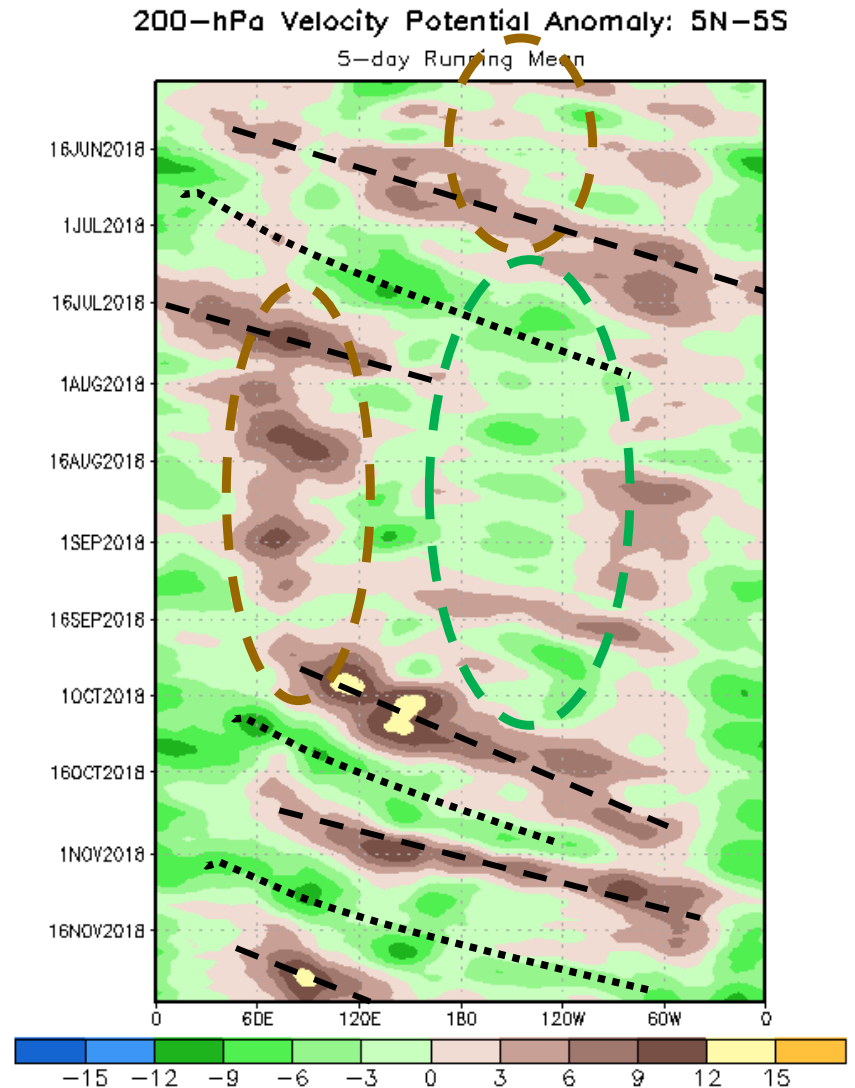 200-hPa Velocity Potential Anomaly: 5N-5S
5-day Running Mean
16JUN2018
1JUL2018
16JUL2018
1AUG2018
16AUG2018
1SEP2018
16SEP2018
1OCT2018
16OCT2018
1NOV2018
16NOV2018
0 60E 120E 180 120W 60W 0
-15 -12 -9 -6 -3 0 3 6 9 12 15